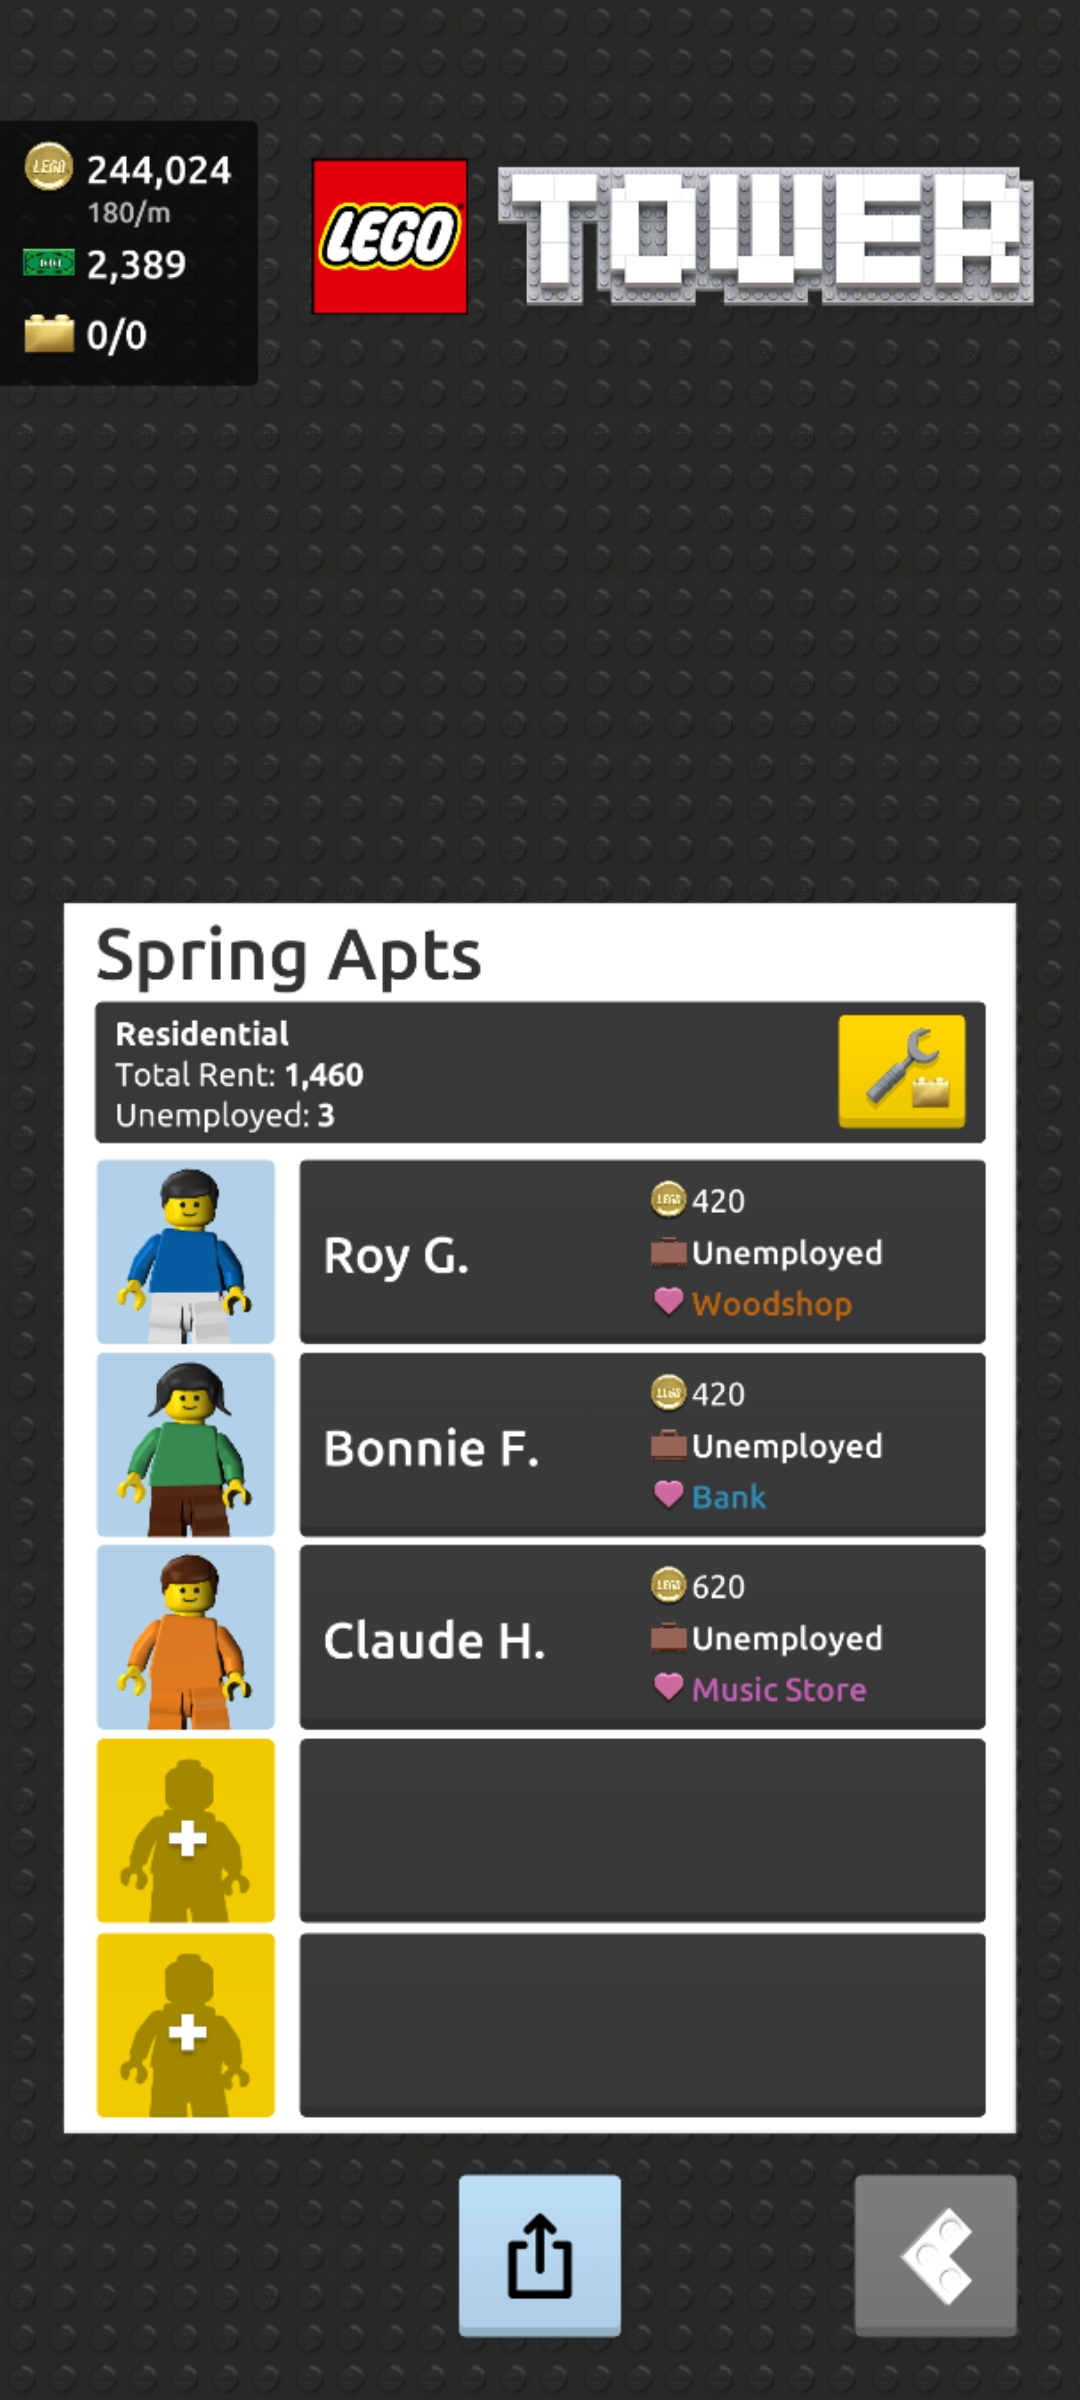 244,024
180/m
2,389
0/0
LEGO
TOWER
Spring Apts
Residential
Total Rent: 1,460
Unemployed: 3
Roy G.
420
Unemployed
Woodshop
Bonnie F.
420
Unemployed
Bank
Claude H.
620
Unemployed
Music Store